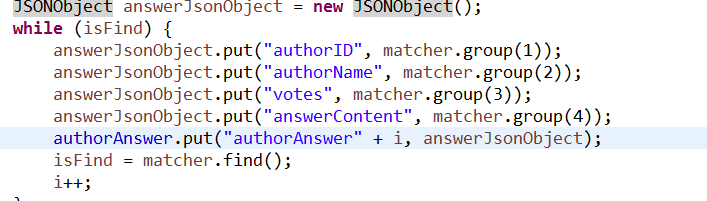 JSONObject answerJsonObject = new JSONObject();
while (isFind) {
answerJsonObject.put("authorID", matcher.group(1));
answerJsonObject.put("authorName", matcher.group(2));
answerJsonObject.put("votes", matcher.group(3));
answerJsonObject.put("answerContent", matcher.group(4));
authorAnswer.put("authorAnswer" + i, answerJsonObject);
isFind = matcher.find();
i++;